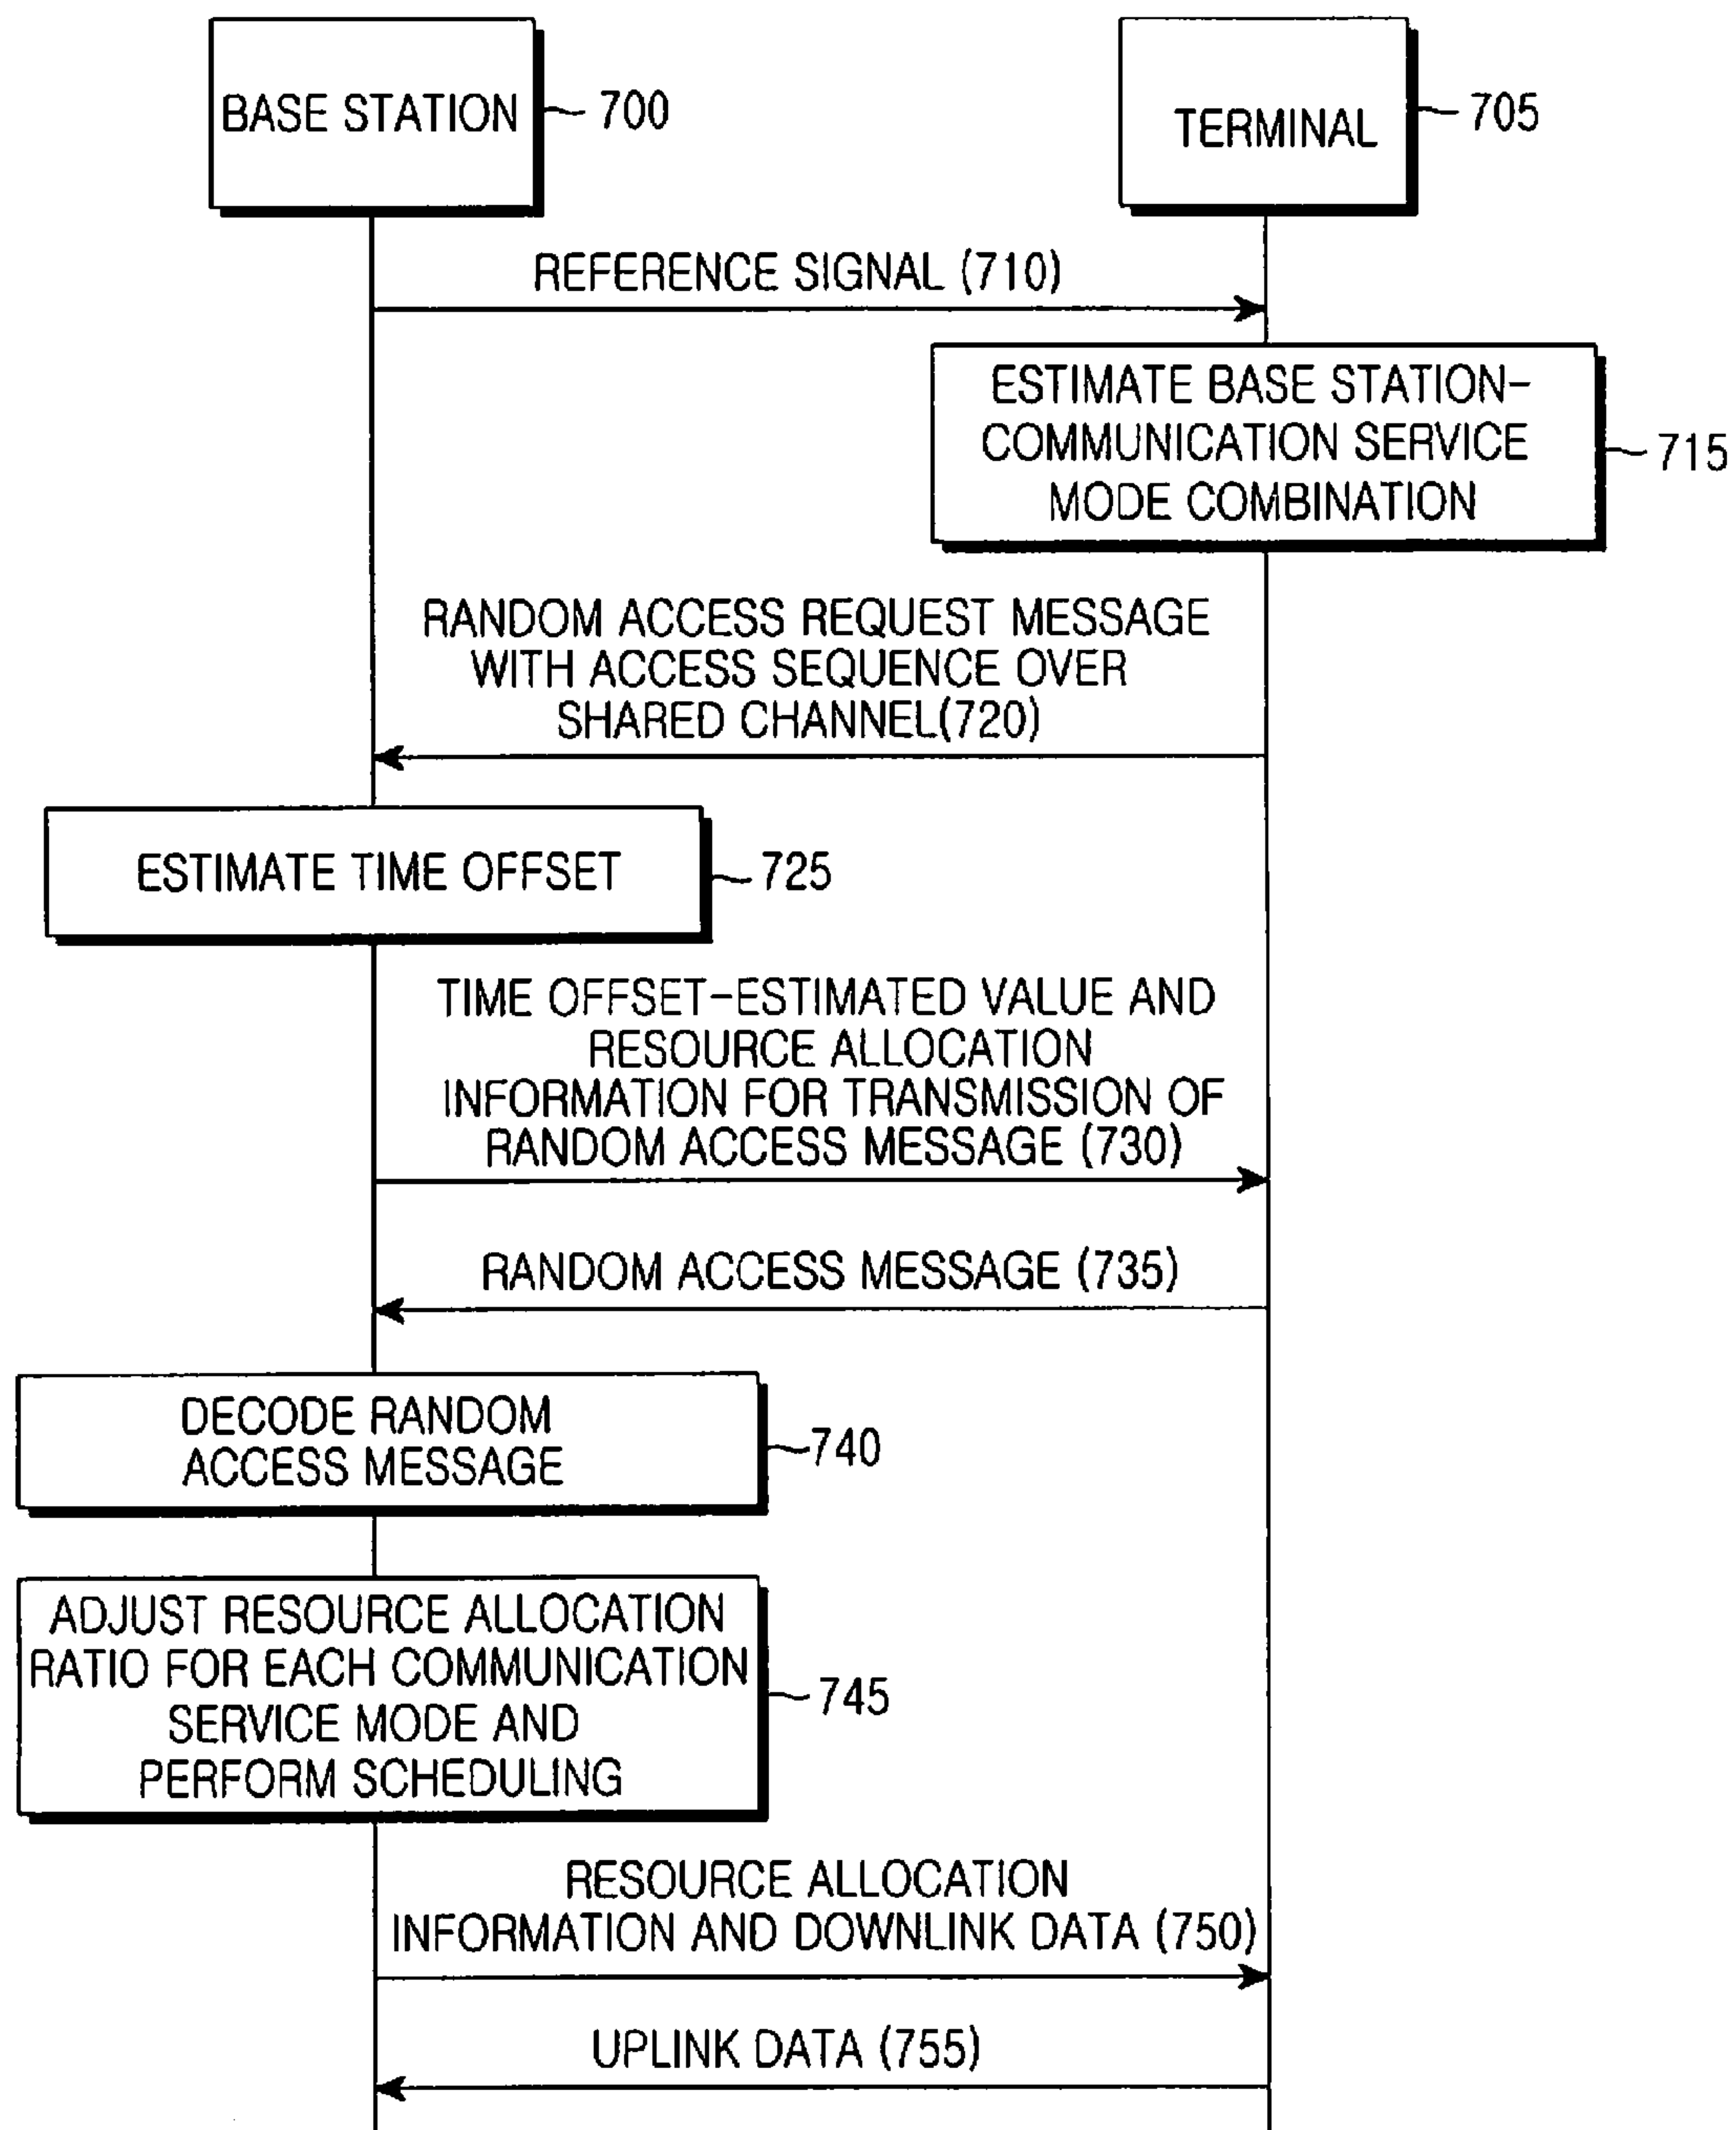 BASE STATION
700
TERMINAL
705
REFERENCE SIGNAL (710)
ESTIMATE BASE STATION-
COMMUNICATION SERVICE
MODE COMBINATION
715
RANDOM ACCESS REQUEST MESSAGE
WITH ACCESS SEQUENCE OVER
SHARED CHANNEL(720)
ESTIMATE TIME OFFSET
725
TIME OFFSET-ESTIMATED VALUE AND
RESOURCE ALLOCATION
INFORMATION FOR TRANSMISSION OF
RANDOM ACCESS MESSAGE (730)
RANDOM ACCESS MESSAGE (735)
DECODE RANDOM
ACCESS MESSAGE
740
ADJUST RESOURCE ALLOCATION
RATIO FOR EACH COMMUNICATION
SERVICE MODE AND
PERFORM SCHEDULING
745
RESOURCE ALLOCATION
INFORMATION AND DOWNLINK DATA (750)
UPLINK DATA (755)